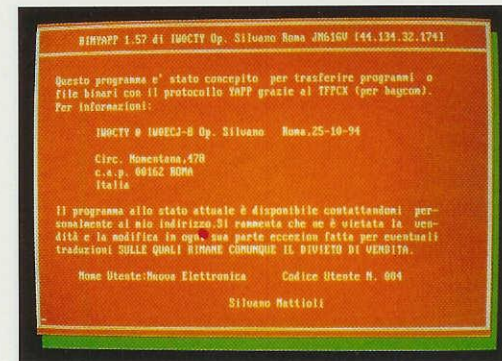 BINYAPP 1.57 di IW0CTY Op. Silvano Roma JN61GV [44.134.32.174]
Questo programma e' stato concepito per trasferire programmi o
file binari con il protocollo YAPP grazie al TFPCX (per baycom).
Per informazioni:
IW0CTY @ IW0ECJ-8 Op. Silvano Roma,25-10-94
Circ. Nomentana,478
c.a.p. 00162 ROMA
Italia
Il programma allo stato attuale è disponibile contattandomi per-
sonalmente al mio indirizzo.Si rammenta che ne è vietata la ven-
dità e la modifica in ogni sua parte eccezion fatta per eventuali
traduzioni SULLE QUALI RIMANE COMUNQUE IL DIVIETO DI VENDITA.
Nome Utente:Nuova Elettronica Codice Utente N. 004
Silvano Mattioli